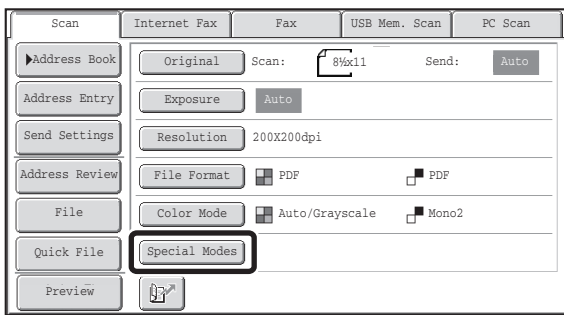 Scan Internet Fax Fax USB Mem. Scan PC Scan
Address Book Original Scan: 8½x11 Send: Auto
Address Entry Exposure Auto
Send Settings Resolution 200X200dpi
Address Review File Format PDF PDF
File Color Mode Auto/Grayscale Mono2
Quick File Special Modes
Preview